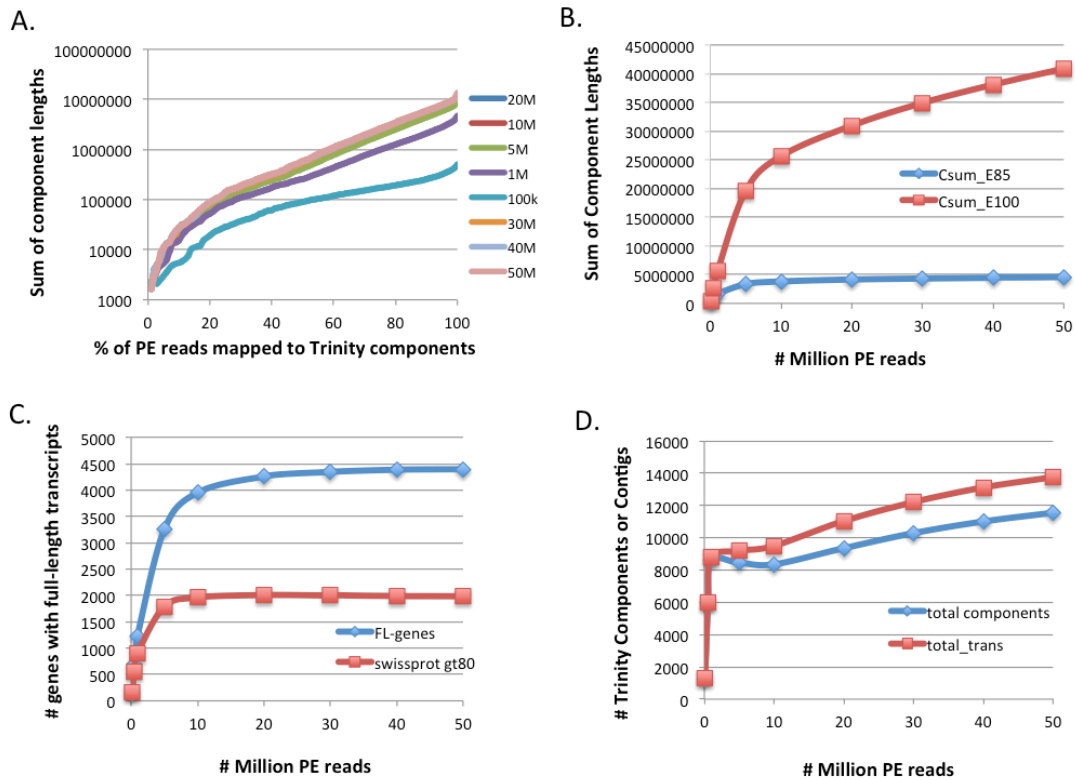 A.
Sum of component lengths
100000000
10000000
1000000
100000
10000
1000
0
20
40
60
80
100
% of PE reads mapped to Trinity components
20M
10M
5M
1M
100k
30M
40M
50M
B.
Sum of Component Lengths
45000000
40000000
35000000
30000000
25000000
20000000
15000000
10000000
5000000
0
0
10
20
30
40
50
# Million PE reads
Csum_E85
Csum_E100
C.
# genes with full-length transcripts
5000
4500
4000
3500
3000
2500
2000
1500
1000
500
0
0
10
20
30
40
50
# Million PE reads
FL-genes
swissprot gt80
D.
# Trinity Components or Contigs
16000
14000
12000
10000
8000
6000
4000
2000
0
0
10
20
30
40
50
# Million PE reads
total components
total_trans